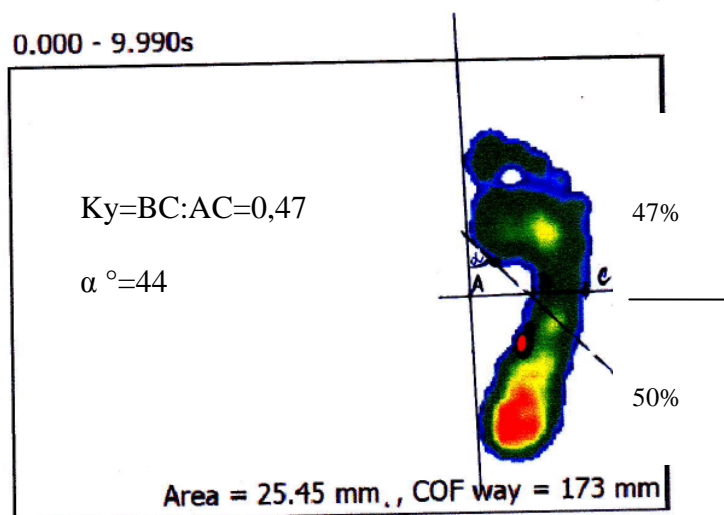 0.000 - 9.990s
Ky=BC:AC=0,47
47%
α °=44
α
A
C
50%
Area = 25.45 mm , COF way = 173 mm